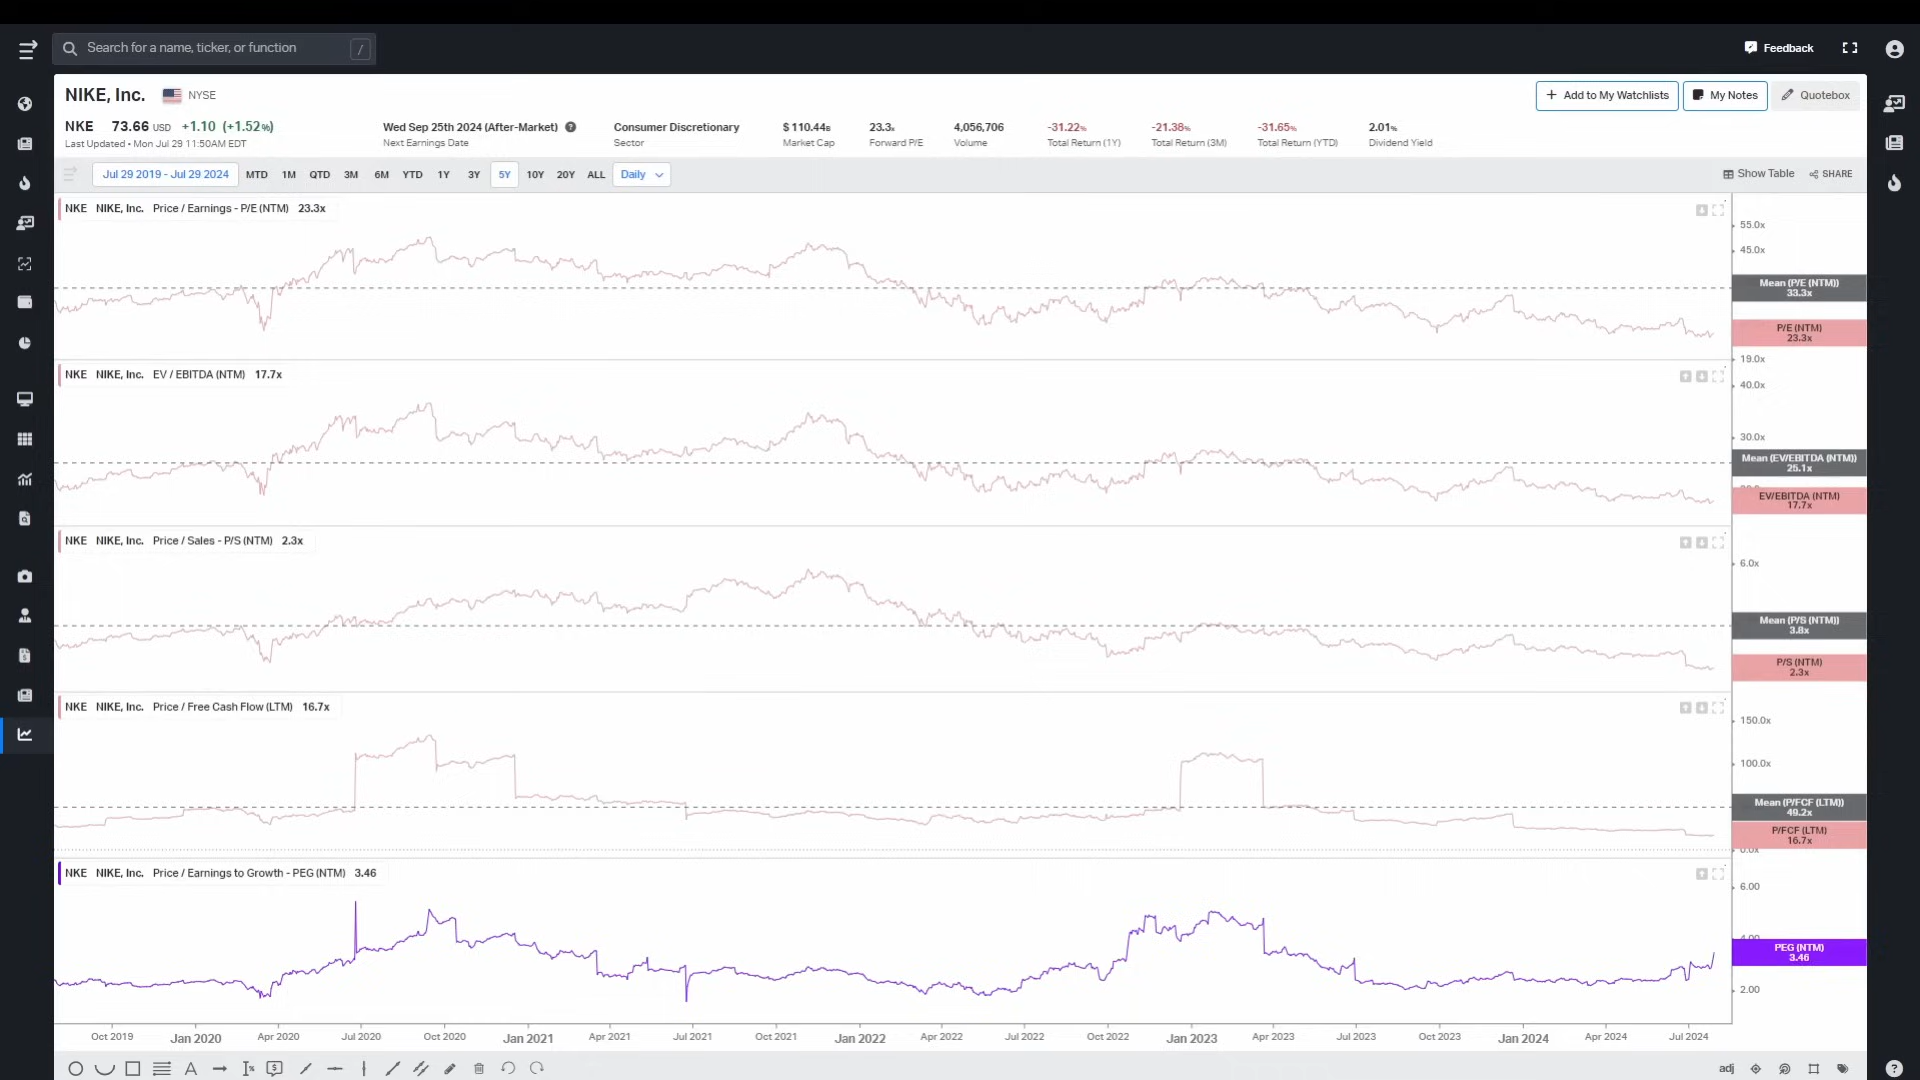 Search for a name, ticker, or function /
Feedback
NIKE, Inc. NYSE
+ Add to My Watchlists
My Notes
Quotebox
NKE 73.66 USD +1.10 (+1.52%)
Last Updated • Mon Jul 29 11:50AM EDT
Wed Sep 25th 2024 (After-Market) ?
Next Earnings Date
Consumer Discretionary
Sector
$ 110.44B
Market Cap
23.3x
Forward P/E
4,056,706
Volume
-31.22%
Total Return (1Y)
-21.38%
Total Return (3M)
-31.65%
Total Return (YTD)
2.01%
Dividend Yield
Jul 29 2019 - Jul 29 2024 MTD 1M QTD 3M 6M YTD 1Y 3Y 5Y 10Y 20Y ALL Daily
Show Table SHARE
NKE NIKE, Inc. Price / Earnings - P/E (NTM) 23.3x
55.0x
45.0x
Mean (P/E (NTM))
33.3x
P/E (NTM)
23.3x
19.0x
NKE NIKE, Inc. EV / EBITDA (NTM) 17.7x
40.0x
30.0x
Mean (EV/EBITDA (NTM))
25.1x
EV/EBITDA (NTM)
17.7x
NKE NIKE, Inc. Price / Sales - P/S (NTM) 2.3x
6.0x
Mean (P/S (NTM))
3.8x
P/S (NTM)
2.3x
NKE NIKE, Inc. Price / Free Cash Flow (LTM) 16.7x
150.0x
100.0x
Mean (P/FCF (LTM))
49.2x
P/FCF (LTM)
16.7x
0.0x
NKE NIKE, Inc. Price / Earnings to Growth - PEG (NTM) 3.46
6.00
4.00
PEG (NTM)
3.46
2.00
Oct 2019 Jan 2020 Apr 2020 Jul 2020 Oct 2020 Jan 2021 Apr 2021 Jul 2021 Oct 2021 Jan 2022 Apr 2022 Jul 2022 Oct 2022 Jan 2023 Apr 2023 Jul 2023 Oct 2023 Jan 2024 Apr 2024 Jul 2024
adj